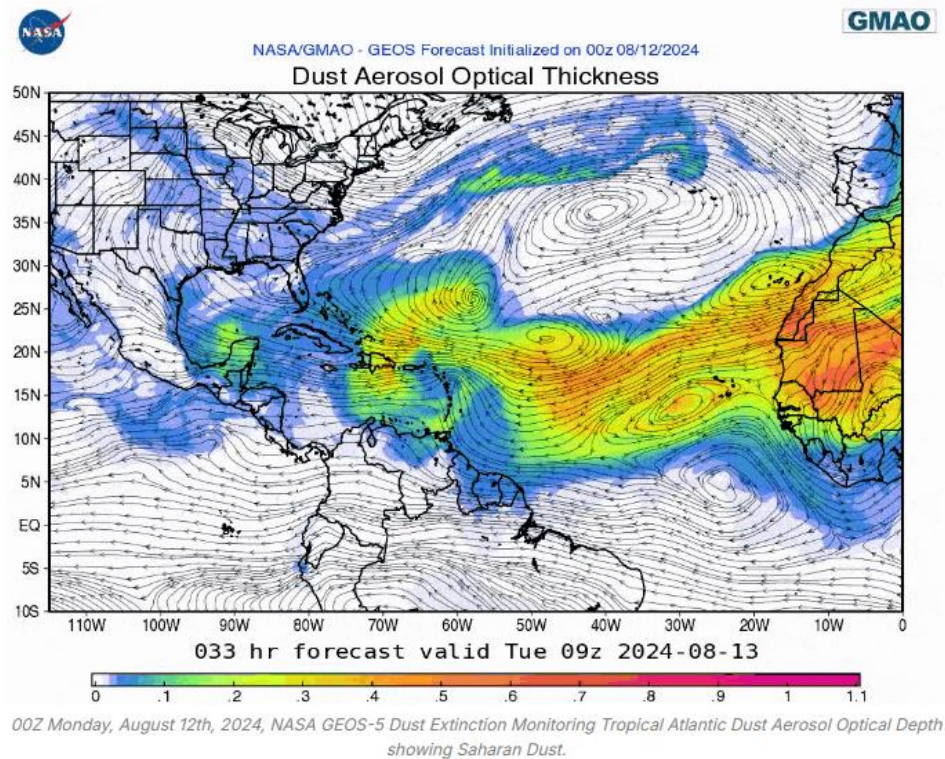 NASA
GMAO
NASA/GMAO - GEOS Forecast Initialized on 00z 08/12/2024
Dust Aerosol Optical Thickness
50N
45N
40N
35N
30N
25N
20N
15N
10N
5N
EQ
5S
10S
110W 100W 90W 80W 70W 60W 50W 40W 30W 20W 10W 0
033 hr forecast valid Tue 09z 2024-08-13
0 .1 .2 .3 .4 .5 .6 .7 .8 .9 1 1.1
00Z Monday, August 12th, 2024, NASA GEOS-5 Dust Extinction Monitoring Tropical Atlantic Dust Aerosol Optical Depth
showing Saharan Dust.